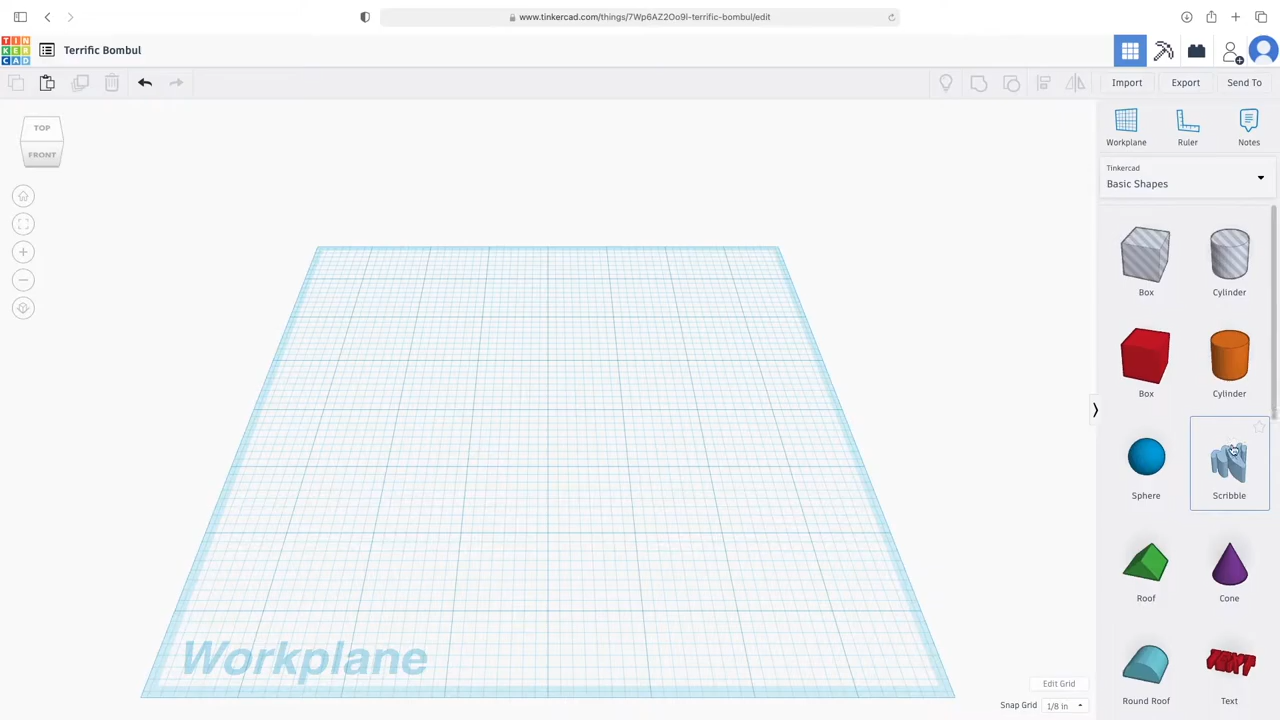 www.tinkercad.com/things/7Wp6AZ2Oo9l-terrific-bombul/edit
TIN
KER
CAD
Terrific Bombul
Import
Export
Send To
TOP
FRONT
Workplane
Ruler
Notes
Tinkercad
Basic Shapes
Box
Cylinder
Box
Cylinder
Sphere
Scribble
Roof
Cone
TEXT
Round Roof
Text
Workplane
Edit Grid
Snap Grid
1/8 in